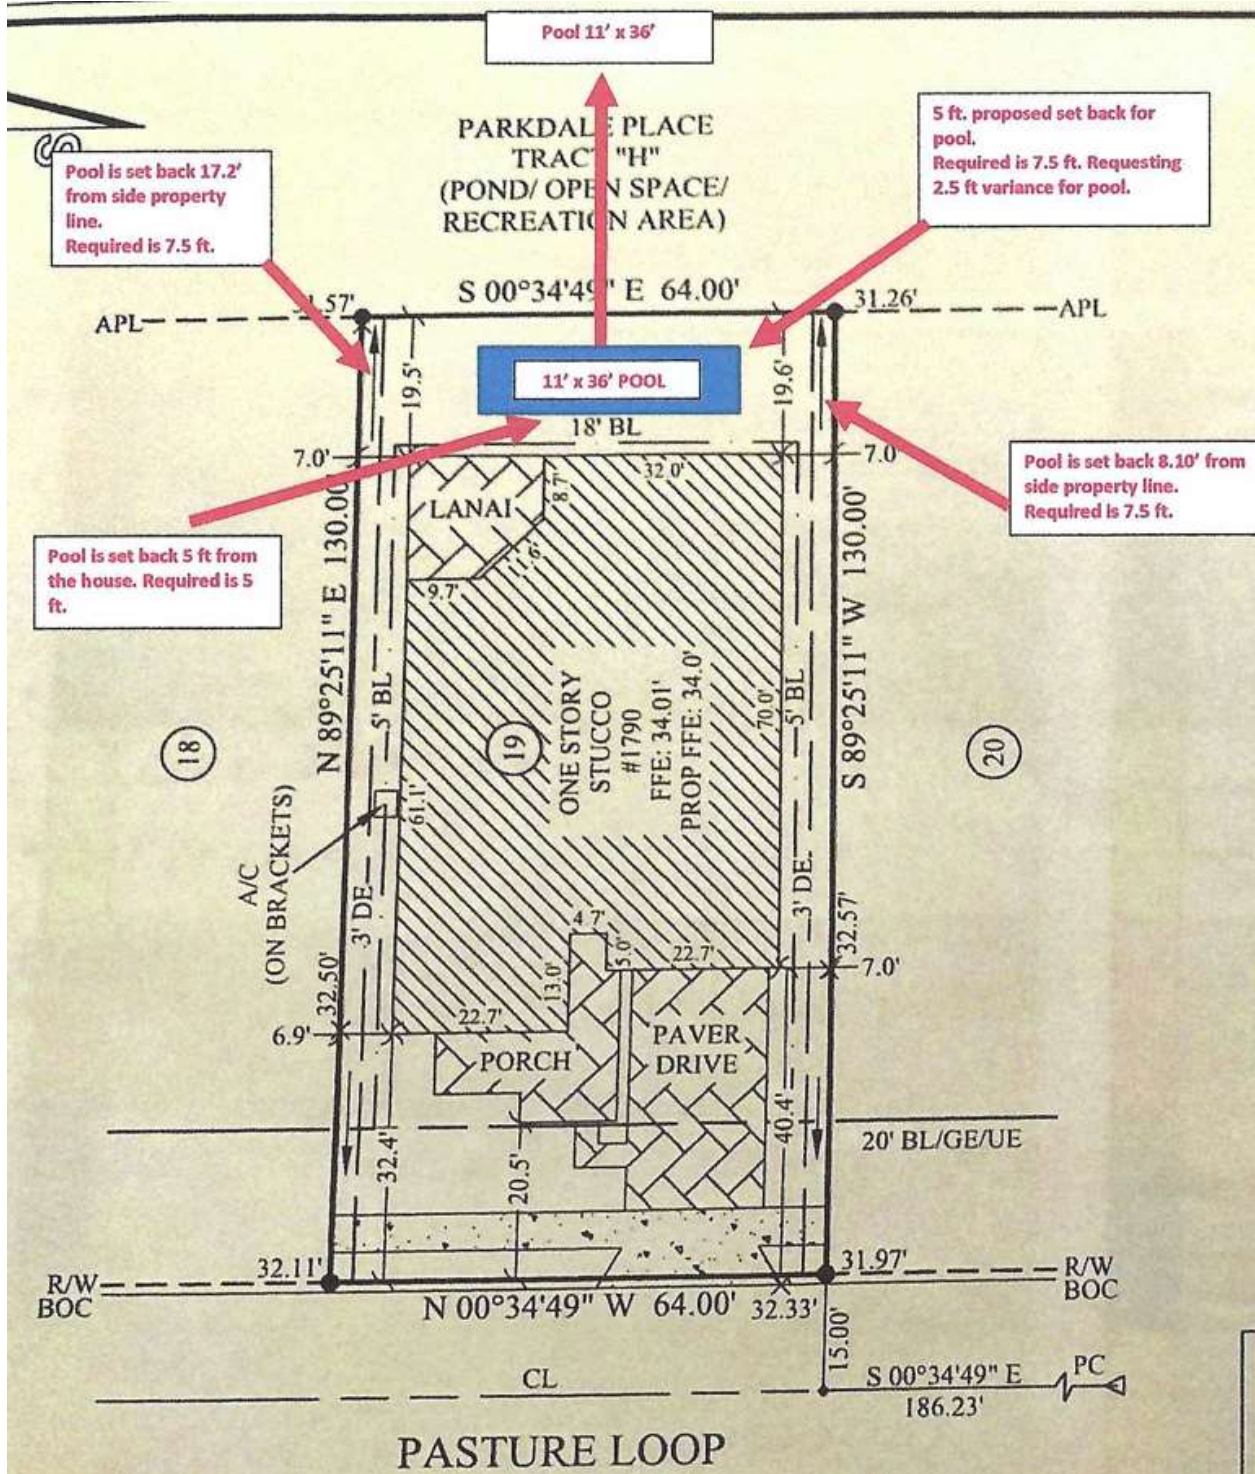 Pool 11' x 36'
PARKDALE PLACE
TRACT "H"
(POND/ OPEN SPACE/
RECREATION AREA)
5 ft. proposed set back for
pool.
Required is 7.5 ft. Requesting
2.5 ft variance for pool.
S
Pool is set back 17.2'
from side property
line.
Required is 7.5 ft.
S 00°34'49" E 64.00'
.57'
31.26'
APL
APL
19.5'
11' x 36' POOL
19.6'
18' BL
7.0'
7.0'
32.0'
Pool is set back 8.10' from
side property line.
Required is 7.5 ft.
LANAI
8.7'
11.6'
9.7'
Pool is set back 5 ft from
the house. Required is 5
ft.
N 89°25'11" E 130.00'
S 89°25'11" W 130.00'
5' BL
5' BL
70.0'
18
19
20
ONE STORY
STUCCO
#1790
FFE: 34.01'
PROP FFE: 34.0'
61.1'
A/C
(ON BRACKETS)
3' DE
3' DE
32.50'
32.57'
4.7'
5.0'
22.7'
13.0'
7.0'
6.9'
22.7'
PORCH
PAVER
DRIVE
32.4'
20.5'
40.4'
20' BL/GE/UE
32.11'
31.97'
R/W
BOC
R/W
BOC
N 00°34'49" W 64.00'
32.33'
15.00'
CL
S 00°34'49" E
PC
186.23'
PASTURE LOOP